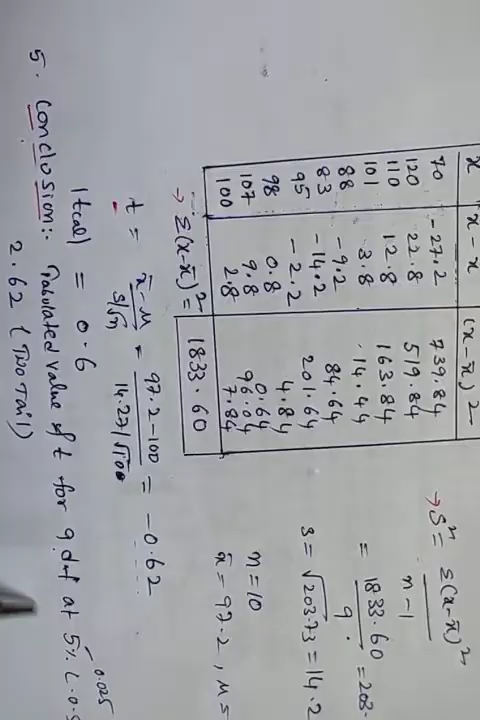 x x - x (x-x̄)²
70 -27.2 739.84
120 22.8 519.84
110 12.8 163.84
101 3.8 14.44
88 -9.2 84.64
83 -14.2 201.64
95 -2.2 4.84
98 0.8 0.64
107 9.8 96.04
100 2.8 7.84
→ Σ(x-x̄)² = 1833.60
→ S² = Σ(x-x̄)² / n-1
= 1833.60 / 9 = 203.
s = √203.73 = 14.2
n = 10
x̄ = 97.2, μ =
t = x̄-μ / s/√n = 97.2-100 / 14.27/√10 = -0.62
5. Conclusion:-
|tcal| = 0.6 Tabulated value of t for 9 d.f at 5% L.O.S
0.025
2.62 (Two Tail)